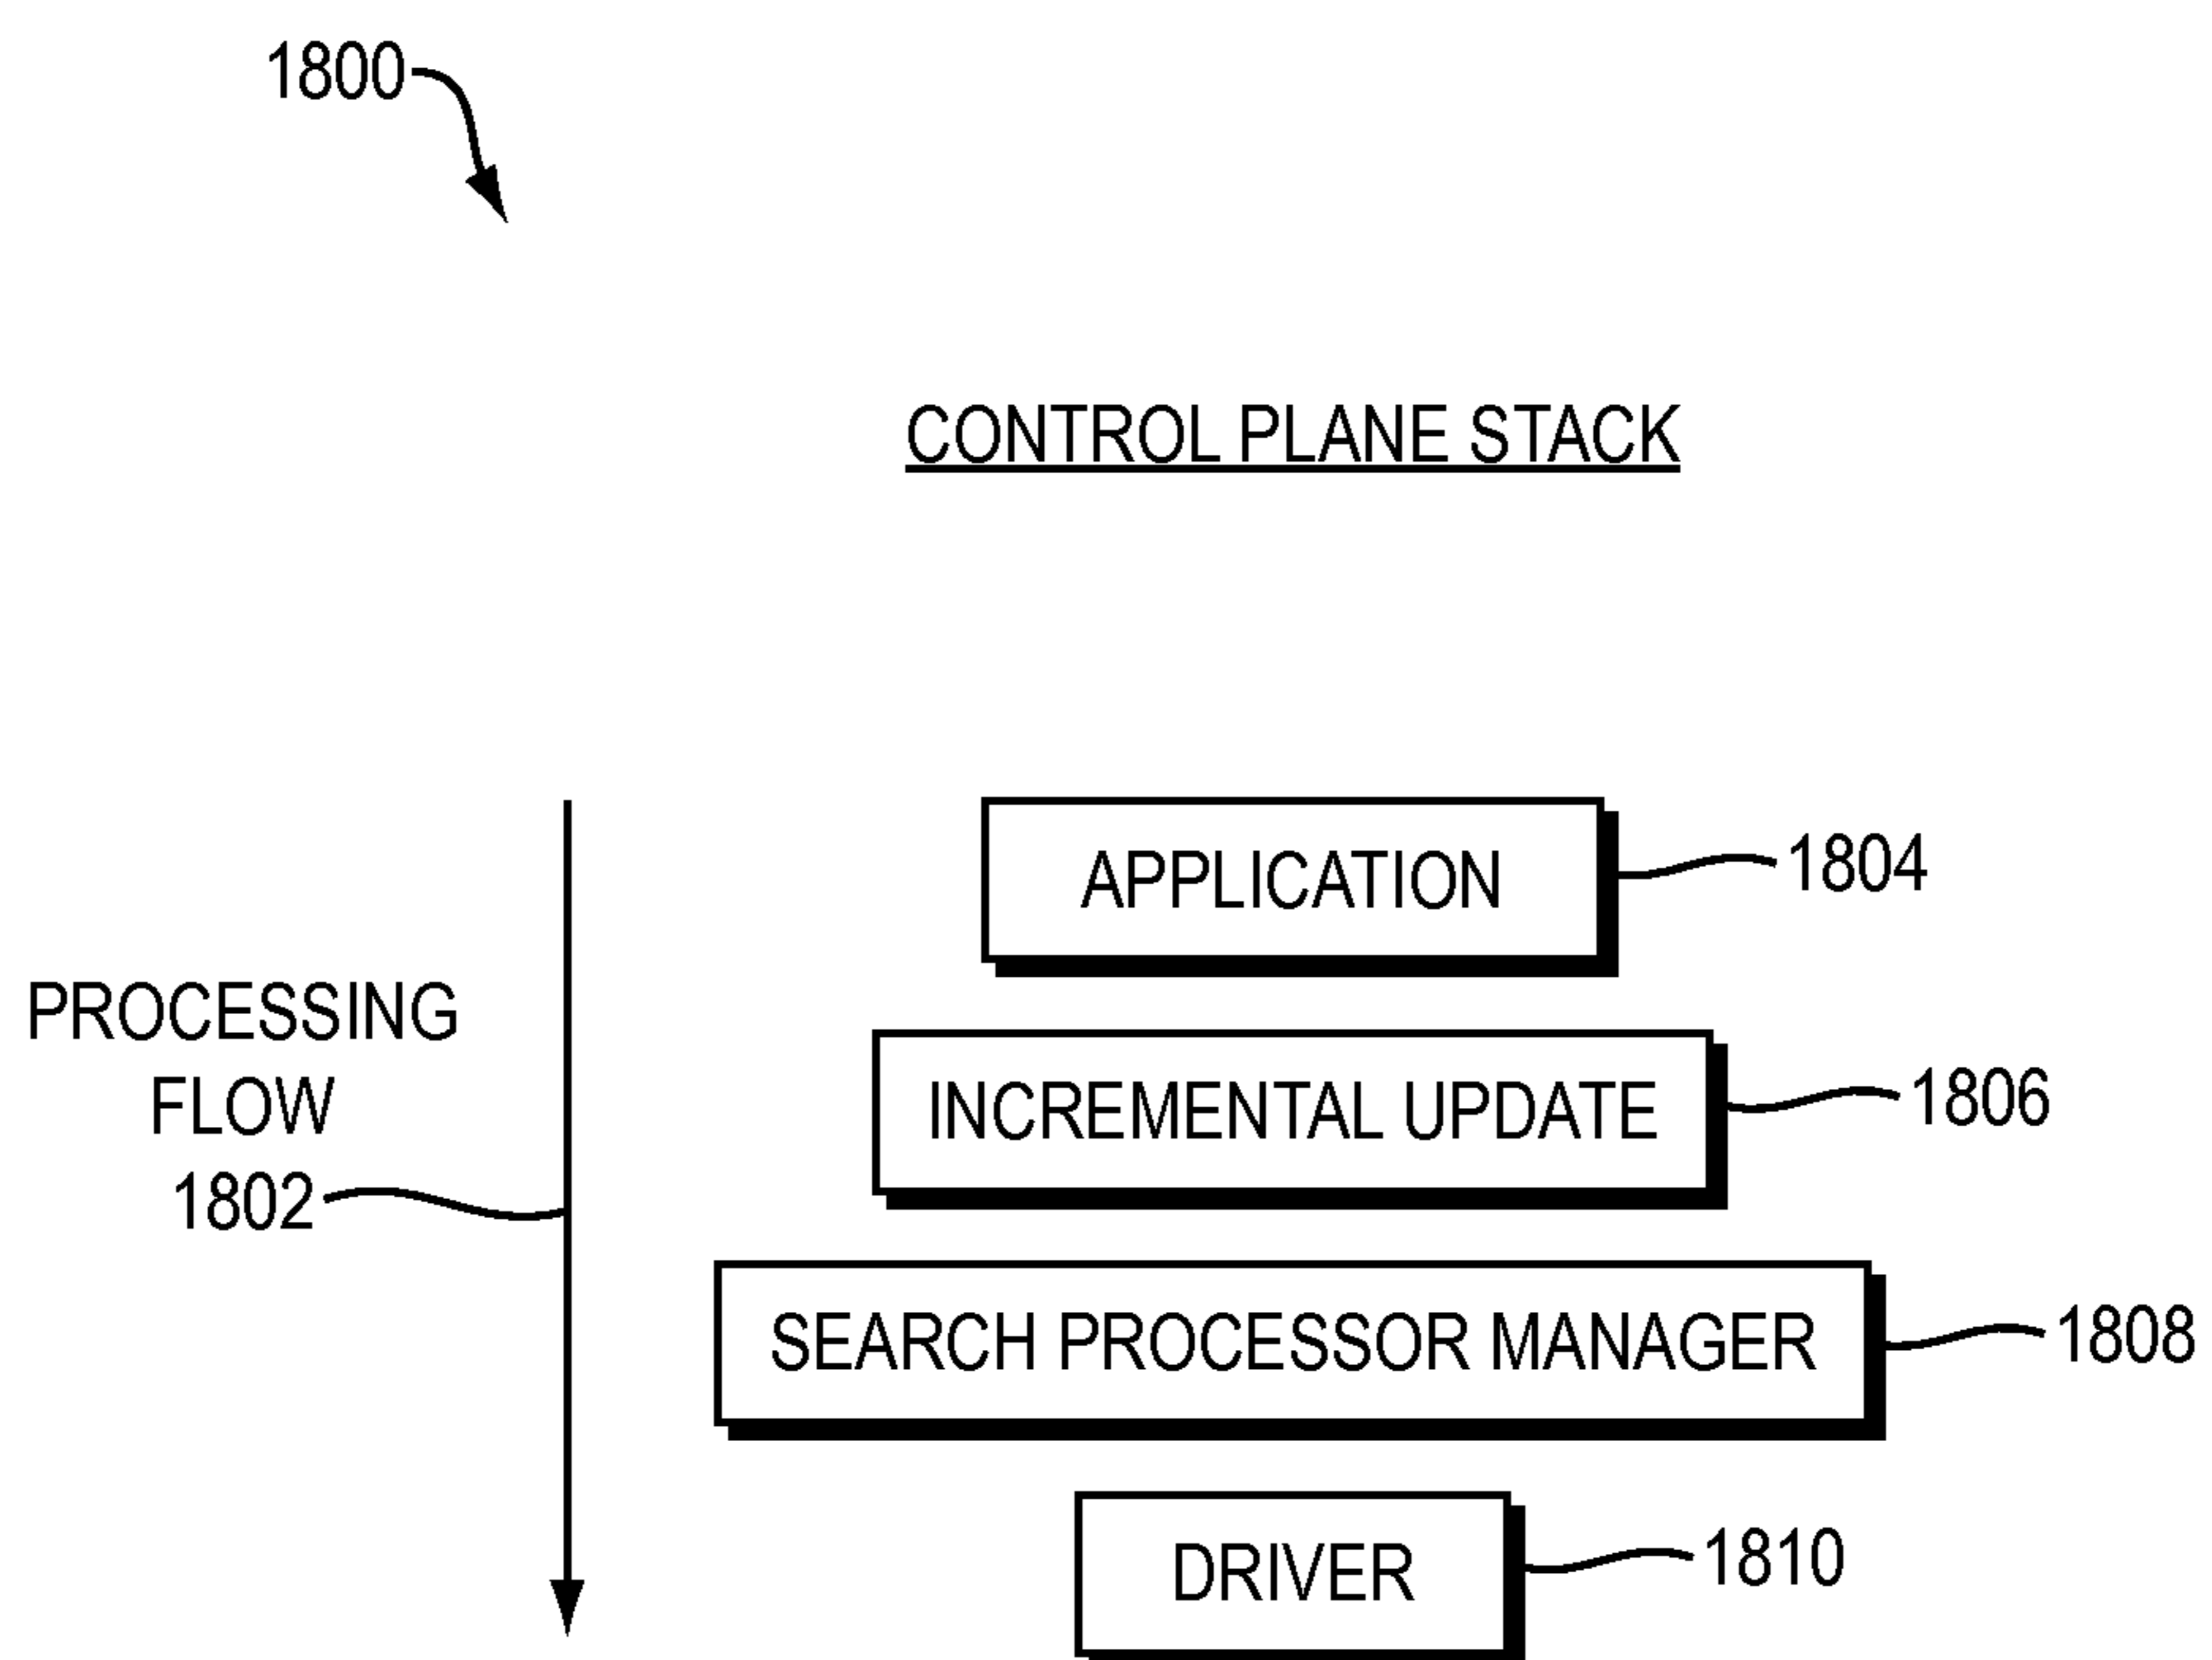 1800
CONTROL PLANE STACK
APPLICATION
1804
PROCESSING
FLOW
1802
INCREMENTAL UPDATE
1806
SEARCH PROCESSOR MANAGER
1808
DRIVER
1810